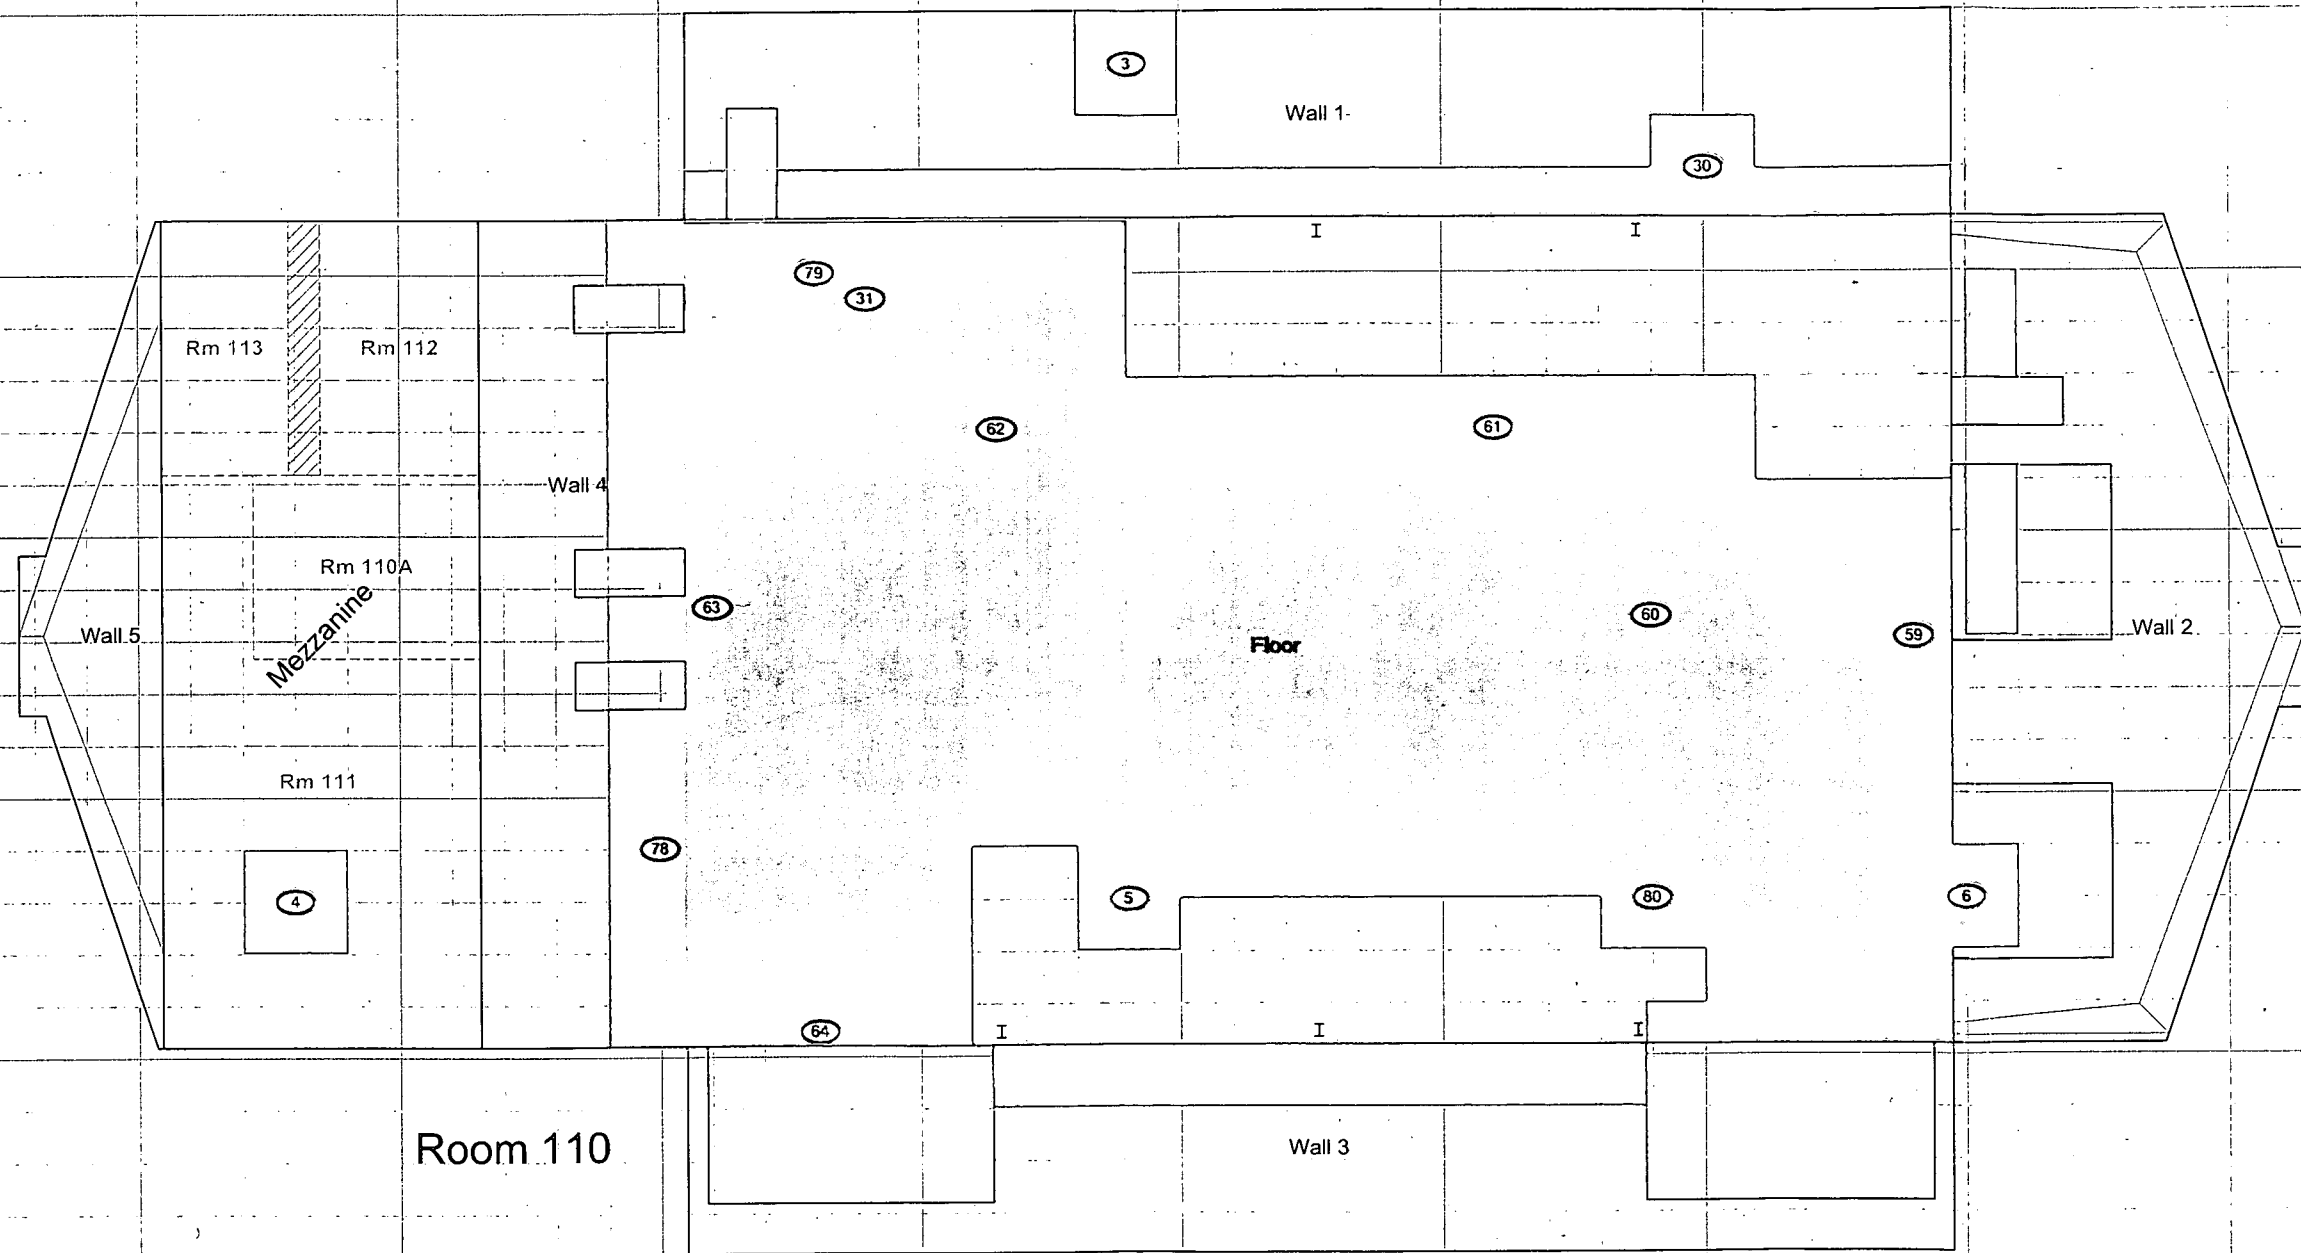 3
Wall 1
30
I
I
79
31
Rm 113
Rm 112
62
61
Wall 4
Rm 110A
Mezzanine
63
60
59
Wall 5
Floor
Wall 2
Rm 111
78
4
5
80
6
64
I
I
I
Room 110
Wall 3